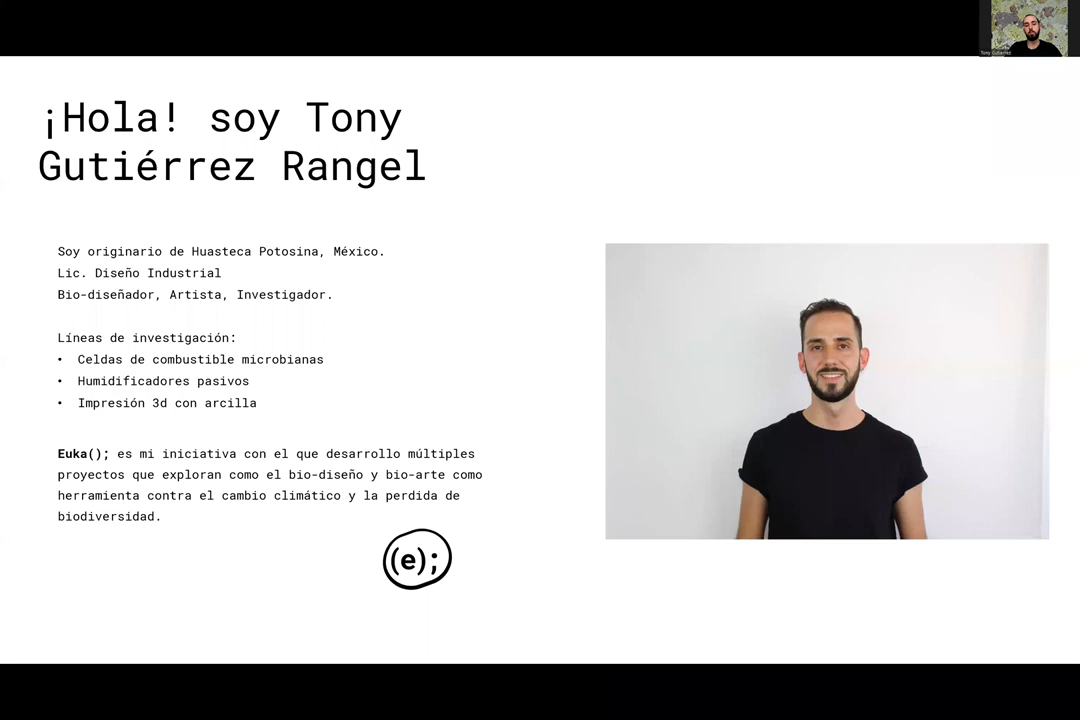 Tony Gutierrez
¡Hola! soy Tony
Gutiérrez Rangel
Soy originario de Huasteca Potosina, México.
Lic. Diseño Industrial
Bio-diseñador, Artista, Investigador.
Líneas de investigación:
• Celdas de combustible microbianas
• Humidificadores pasivos
• Impresión 3d con arcilla
Euka(); es mi iniciativa con el que desarrollo múltiples
proyectos que exploran como el bio-diseño y bio-arte como
herramienta contra el cambio climático y la perdida de
biodiversidad.
(e);